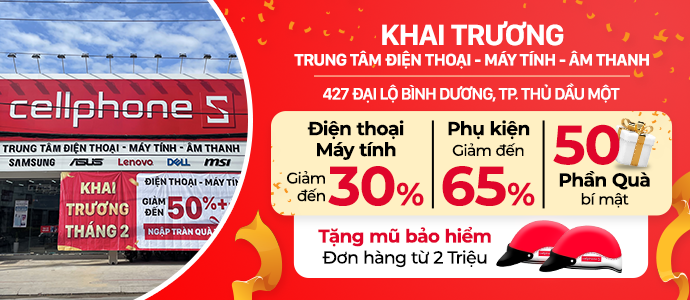 cellphoneS
TRUNG TÂM ĐIỆN THOẠI - MÁY TÍNH - ÂM THANH
SAMSUNG ASUS Lenovo DELL msi
KHAI
TRƯƠNG
THÁNG 2
ĐIỆN THOẠI - MÁY TÍN
GIẢM
ĐẾN
50%+
NGẬP TRÀN QUÀ
KHAI TRƯƠNG
TRUNG TÂM ĐIỆN THOẠI - MÁY TÍNH - ÂM THANH
427 ĐẠI LỘ BÌNH DƯƠNG, TP. THỦ DẦU MỘT
Điện thoại
Máy tính
Giảm
đến
30%
Phụ kiện
Giảm đến
65%
50
Phần Quà
bí mật
Tặng mũ bảo hiểm
Đơn hàng từ 2 Triệu